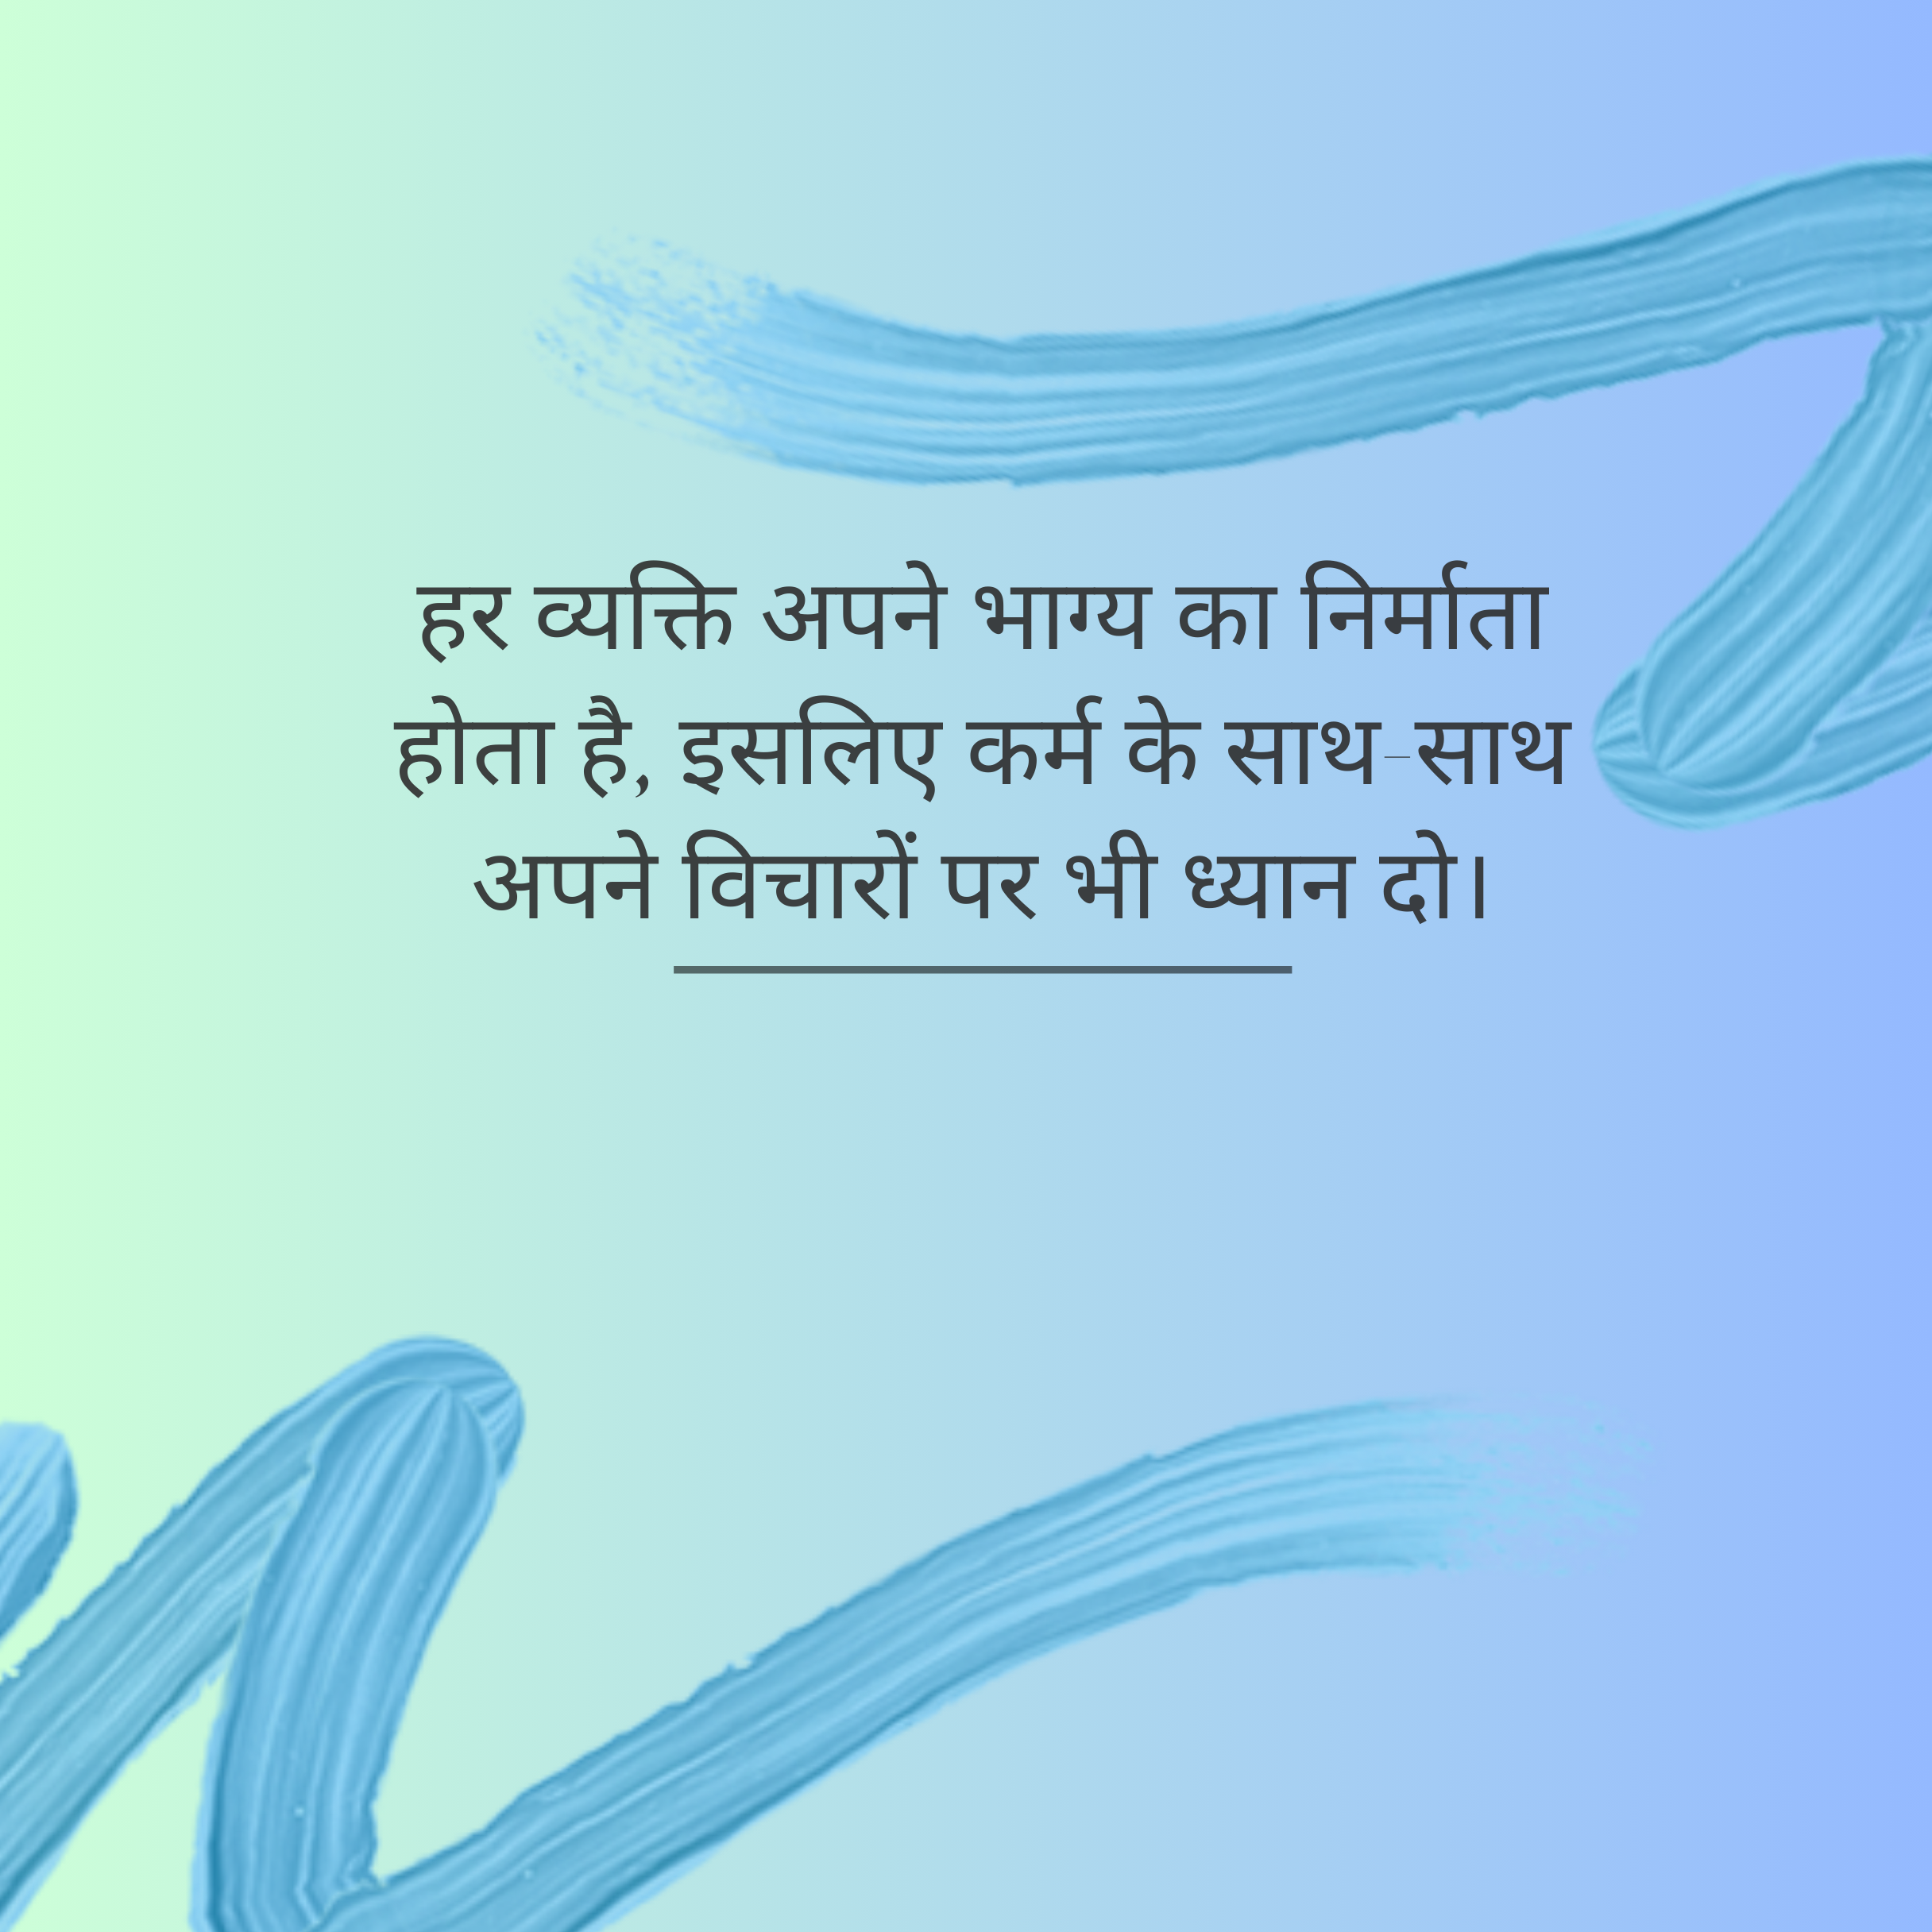 हर व्यक्ति अपने भाग्य का निर्माता
होता है, इसलिए कर्म के साथ-साथ
अपने विचारों पर भी ध्यान दो।